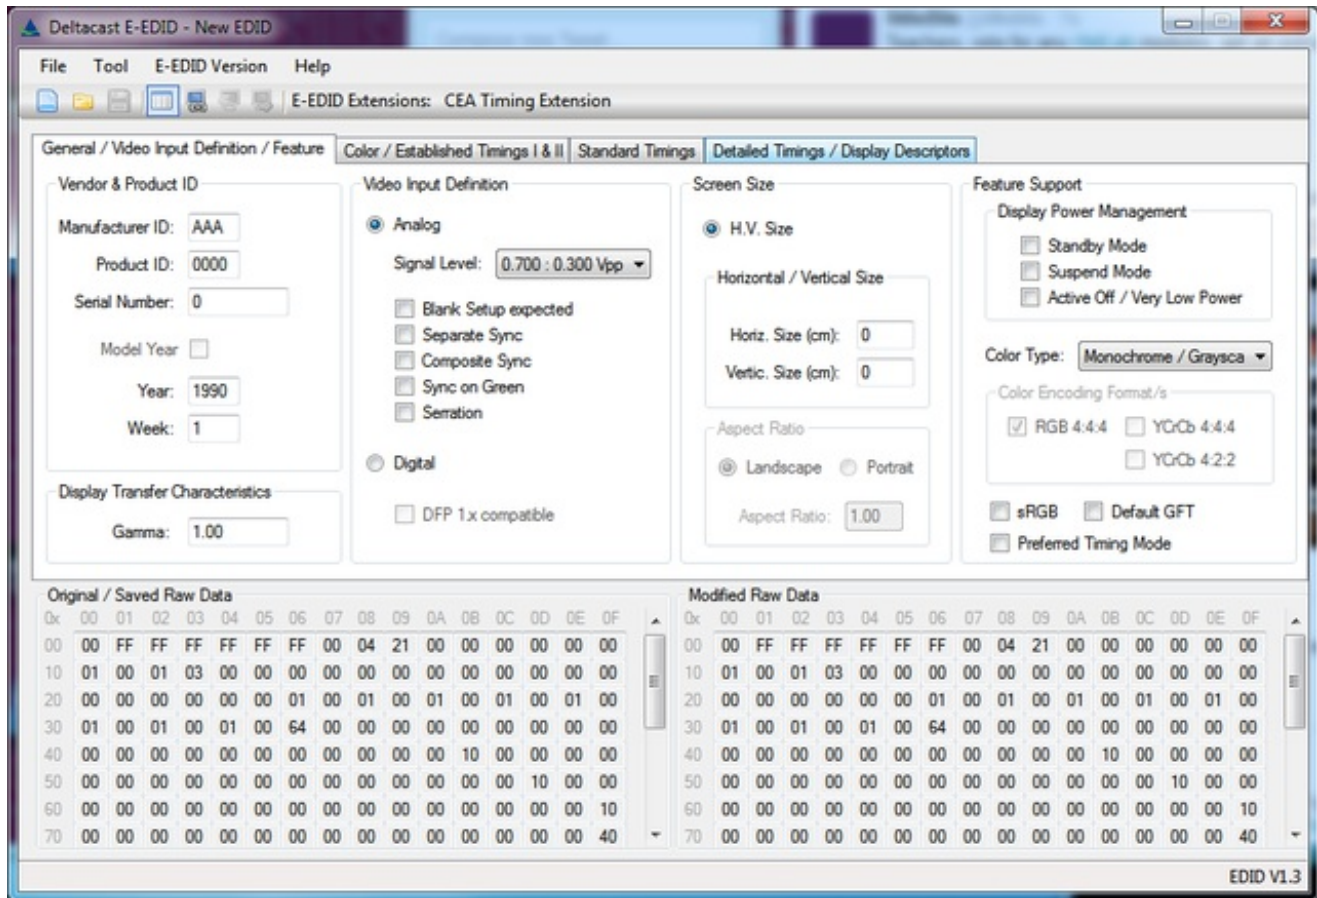 Deltacast E-EDID - New EDID
File Tool E-EDID Version Help
E-EDID Extensions: CEA Timing Extension
General / Video Input Definition / Feature Color / Established Timings I & II Standard Timings Detailed Timings / Display Descriptors
Vendor & Product ID
Manufacturer ID: AAA
Product ID: 0000
Serial Number: 0
Model Year
Year: 1990
Week: 1
Display Transfer Characteristics
Gamma: 1.00
Video Input Definition
Analog
Signal Level: 0.700 : 0.300 Vpp
Blank Setup expected
Separate Sync
Composite Sync
Sync on Green
Serration
Digital
DFP 1.x compatible
Screen Size
H.V. Size
Horizontal / Vertical Size
Horiz. Size (cm): 0
Vertic. Size (cm): 0
Aspect Ratio
Landscape Portrait
Aspect Ratio: 1.00
Feature Support
Display Power Management
Standby Mode
Suspend Mode
Active Off / Very Low Power
Color Type: Monochrome / Graysca
Color Encoding Format/s
RGB 4:4:4 YCrCb 4:4:4
YCrCb 4:2:2
sRGB Default GFT
Preferred Timing Mode
Original / Saved Raw Data
0x 00 01 02 03 04 05 06 07 08 09 0A 0B 0C 0D 0E 0F
00 00 FF FF FF FF FF FF 00 04 21 00 00 00 00 00 00
10 01 00 01 03 00 00 00 00 00 00 00 00 00 00 00 00
20 00 00 00 00 00 00 01 00 01 00 01 00 01 00 01 00
30 01 00 01 00 01 00 64 00 00 00 00 00 00 00 00 00
40 00 00 00 00 00 00 00 00 00 00 00 10 00 00 00 00
50 00 00 00 00 00 00 00 00 00 00 00 00 00 10 00 00
60 00 00 00 00 00 00 00 00 00 00 00 00 00 00 00 10
70 00 00 00 00 00 00 00 00 00 00 00 00 00 00 00 40
Modified Raw Data
0x 00 01 02 03 04 05 06 07 08 09 0A 0B 0C 0D 0E 0F
00 00 FF FF FF FF FF FF 00 04 21 00 00 00 00 00 00
10 01 00 01 03 00 00 00 00 00 00 00 00 00 00 00 00
20 00 00 00 00 00 00 01 00 01 00 01 00 01 00 01 00
30 01 00 01 00 01 00 64 00 00 00 00 00 00 00 00 00
40 00 00 00 00 00 00 00 00 00 00 00 10 00 00 00 00
50 00 00 00 00 00 00 00 00 00 00 00 00 00 10 00 00
60 00 00 00 00 00 00 00 00 00 00 00 00 00 00 00 10
70 00 00 00 00 00 00 00 00 00 00 00 00 00 00 00 40
EDID V1.3